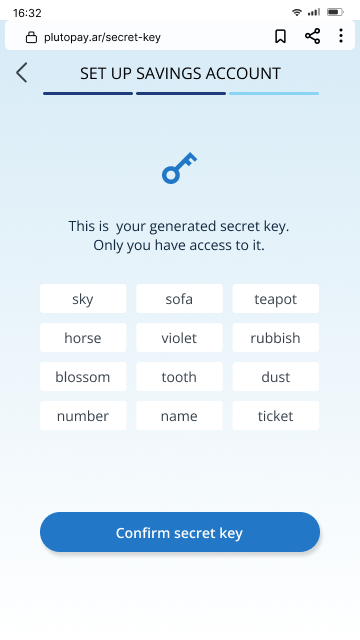 16:32
plutopay.ar/secret-key
SET UP SAVINGS ACCOUNT
This is your generated secret key.
Only you have access to it.
sky sofa teapot
horse violet rubbish
blossom tooth dust
number name ticket
Confirm secret key